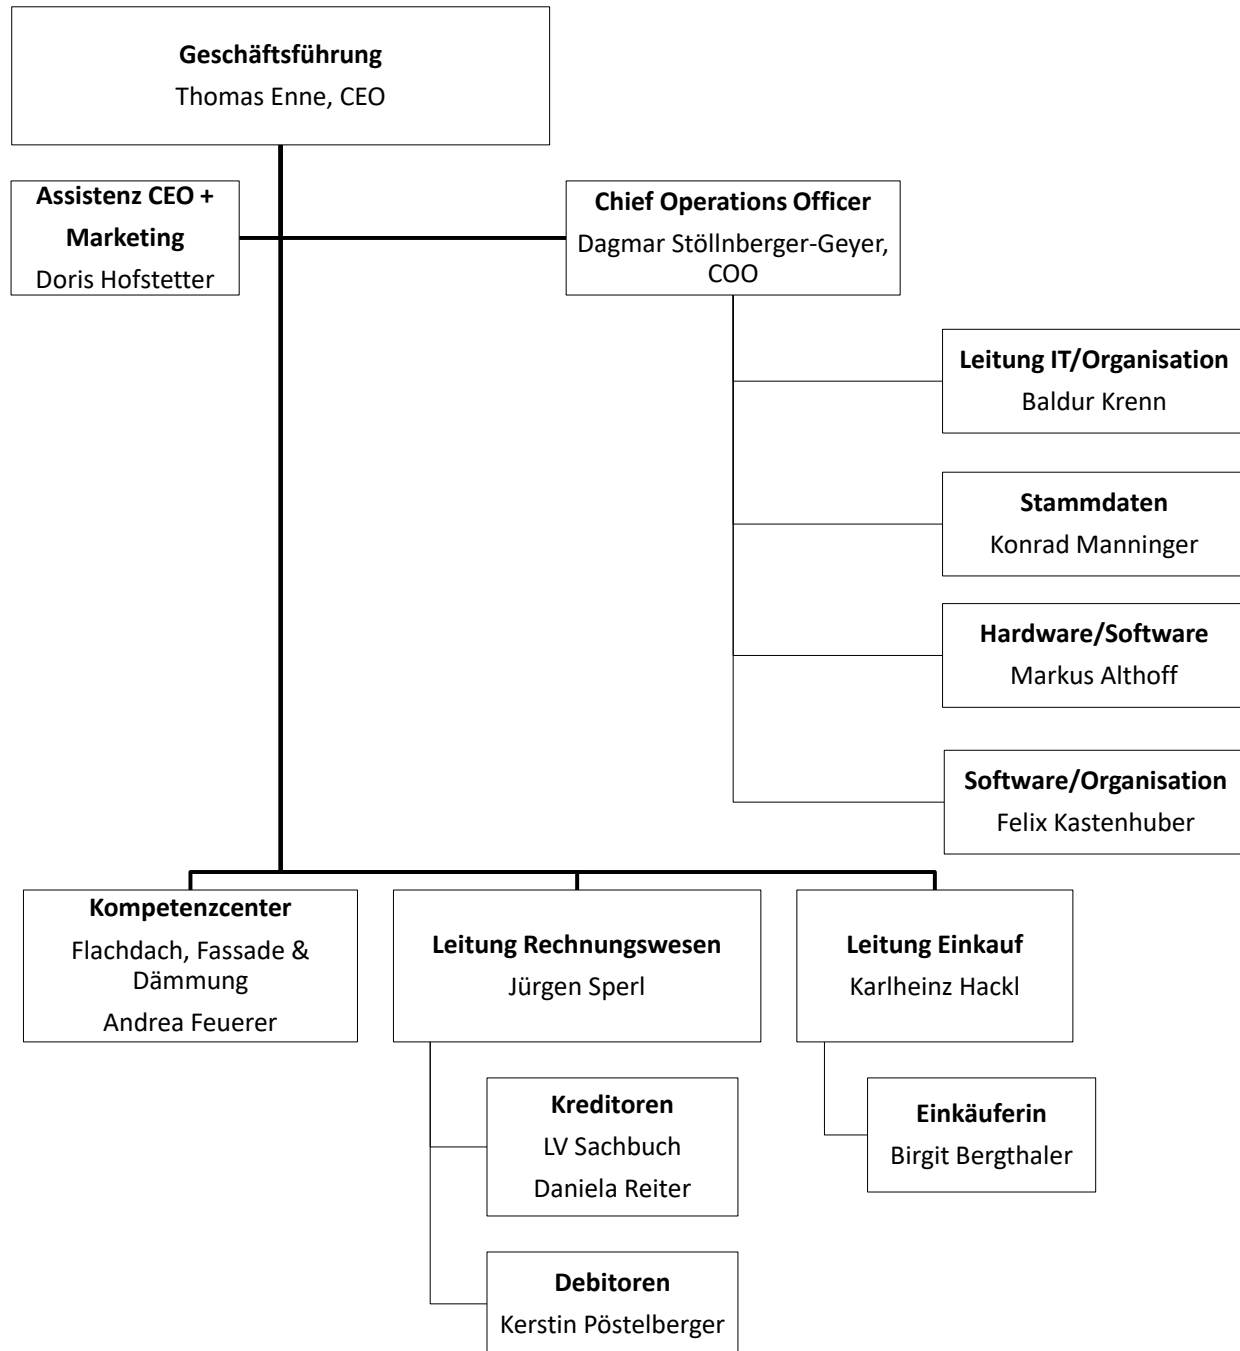 Geschäftsführung
Thomas Enne, CEO
Assistenz CEO +
Marketing
Doris Hofstetter
Chief Operations Officer
Dagmar Stöllnberger-Geyer,
COO
Leitung IT/Organisation
Baldur Krenn
Stammdaten
Konrad Manninger
Hardware/Software
Markus Althoff
Software/Organisation
Felix Kastenhuber
Kompetenzcenter
Flachdach, Fassade &
Dämmung
Andrea Feuerer
Leitung Rechnungswesen
Jürgen Sperl
Leitung Einkauf
Karlheinz Hackl
Kreditoren
LV Sachbuch
Daniela Reiter
Einkäuferin
Birgit Bergthaler
Debitoren
Kerstin Pöstelberger